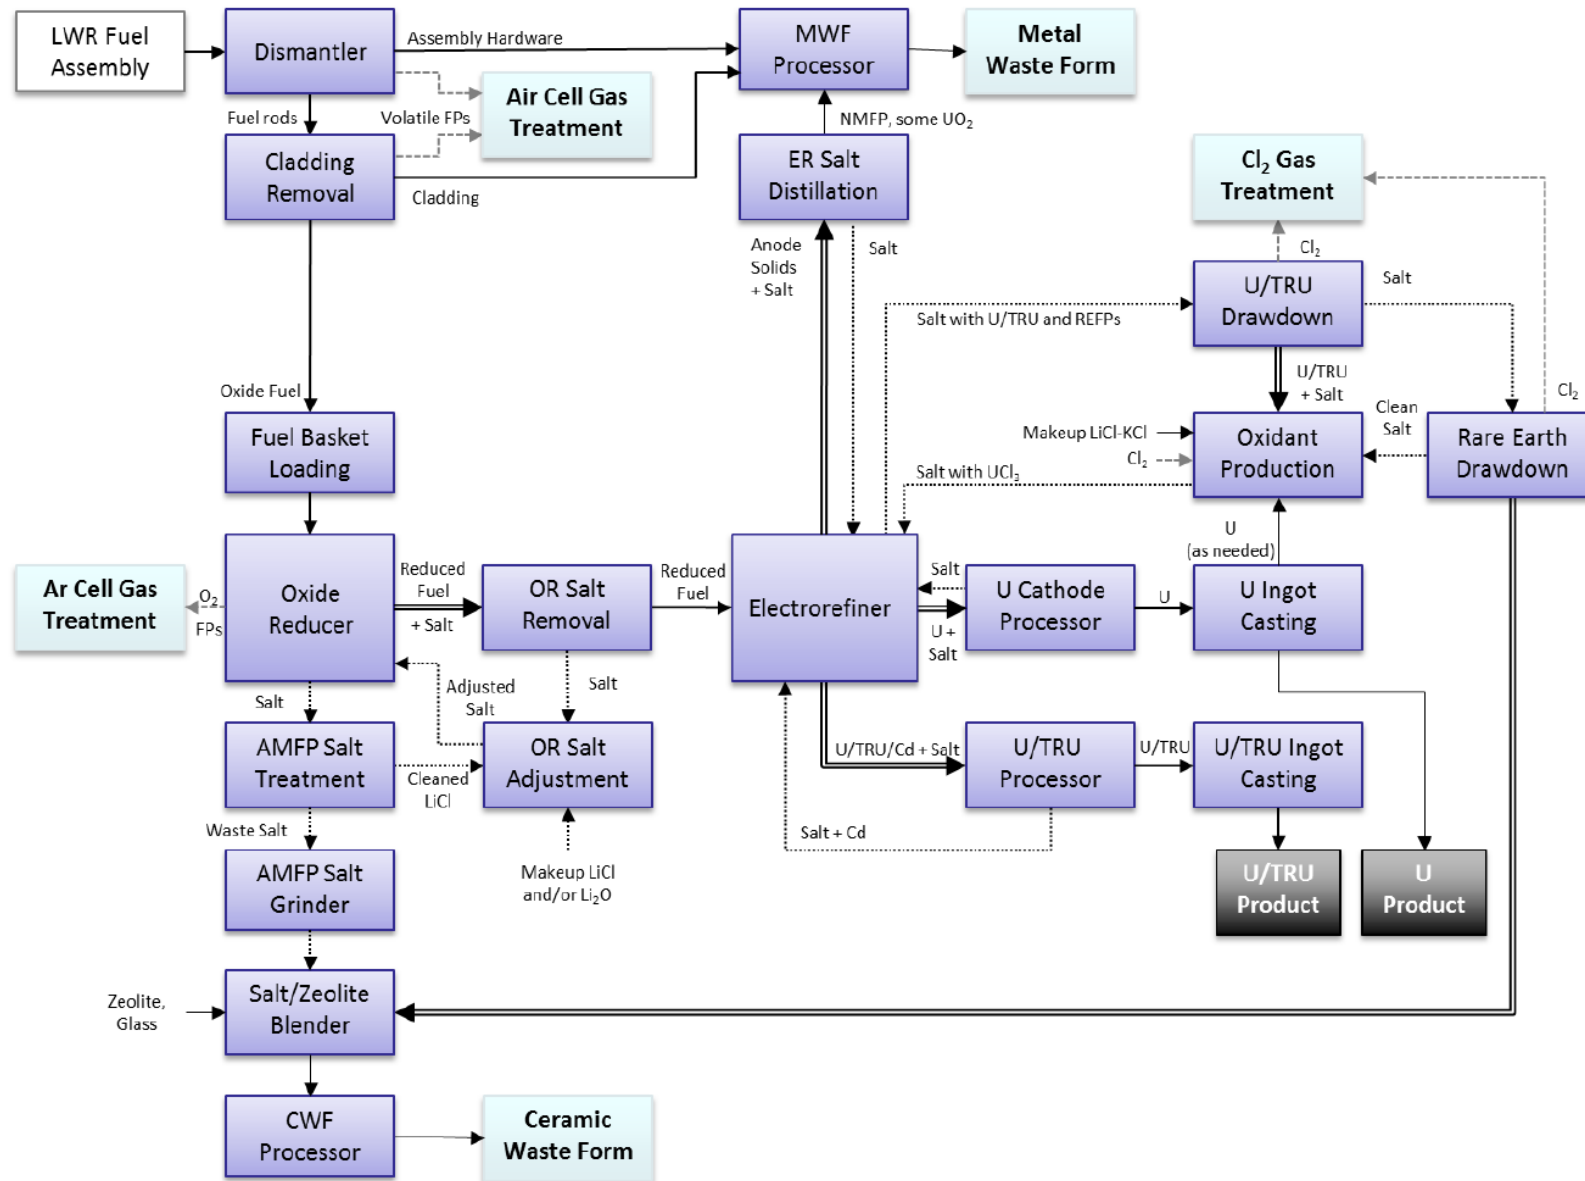 LWR Fuel
Assembly
Dismantler
Assembly Hardware
MWF
Processor
Metal
Waste Form
Fuel rods
Volatile FPs
Air Cell Gas
Treatment
NMFP, some UO₂
Cladding
Removal
Cladding
ER Salt
Distillation
Cl₂ Gas
Treatment
Anode
Solids
+ Salt
Salt
Cl₂
U/TRU
Drawdown
Salt
Salt with U/TRU and REFPs
U/TRU
+ Salt
Oxide Fuel
Clean
Salt
Cl₂
Fuel Basket
Loading
Makeup LiCl-KCl
Cl₂
Oxidant
Production
Rare Earth
Drawdown
Salt with UCl₃
U
(as needed)
Ar Cell Gas
Treatment
O₂
FPs
Oxide
Reducer
Reduced
Fuel
+ Salt
OR Salt
Removal
Reduced
Fuel
Electrorefiner
Salt
U +
Salt
U Cathode
Processor
U
U Ingot
Casting
Salt
Adjusted
Salt
Salt
AMFP Salt
Treatment
Cleaned
LiCl
OR Salt
Adjustment
U/TRU/Cd + Salt
U/TRU
Processor
U/TRU
U/TRU Ingot
Casting
Waste Salt
Salt + Cd
AMFP Salt
Grinder
Makeup LiCl
and/or Li₂O
U/TRU
Product
U
Product
Zeolite,
Glass
Salt/Zeolite
Blender
CWF
Processor
Ceramic
Waste Form